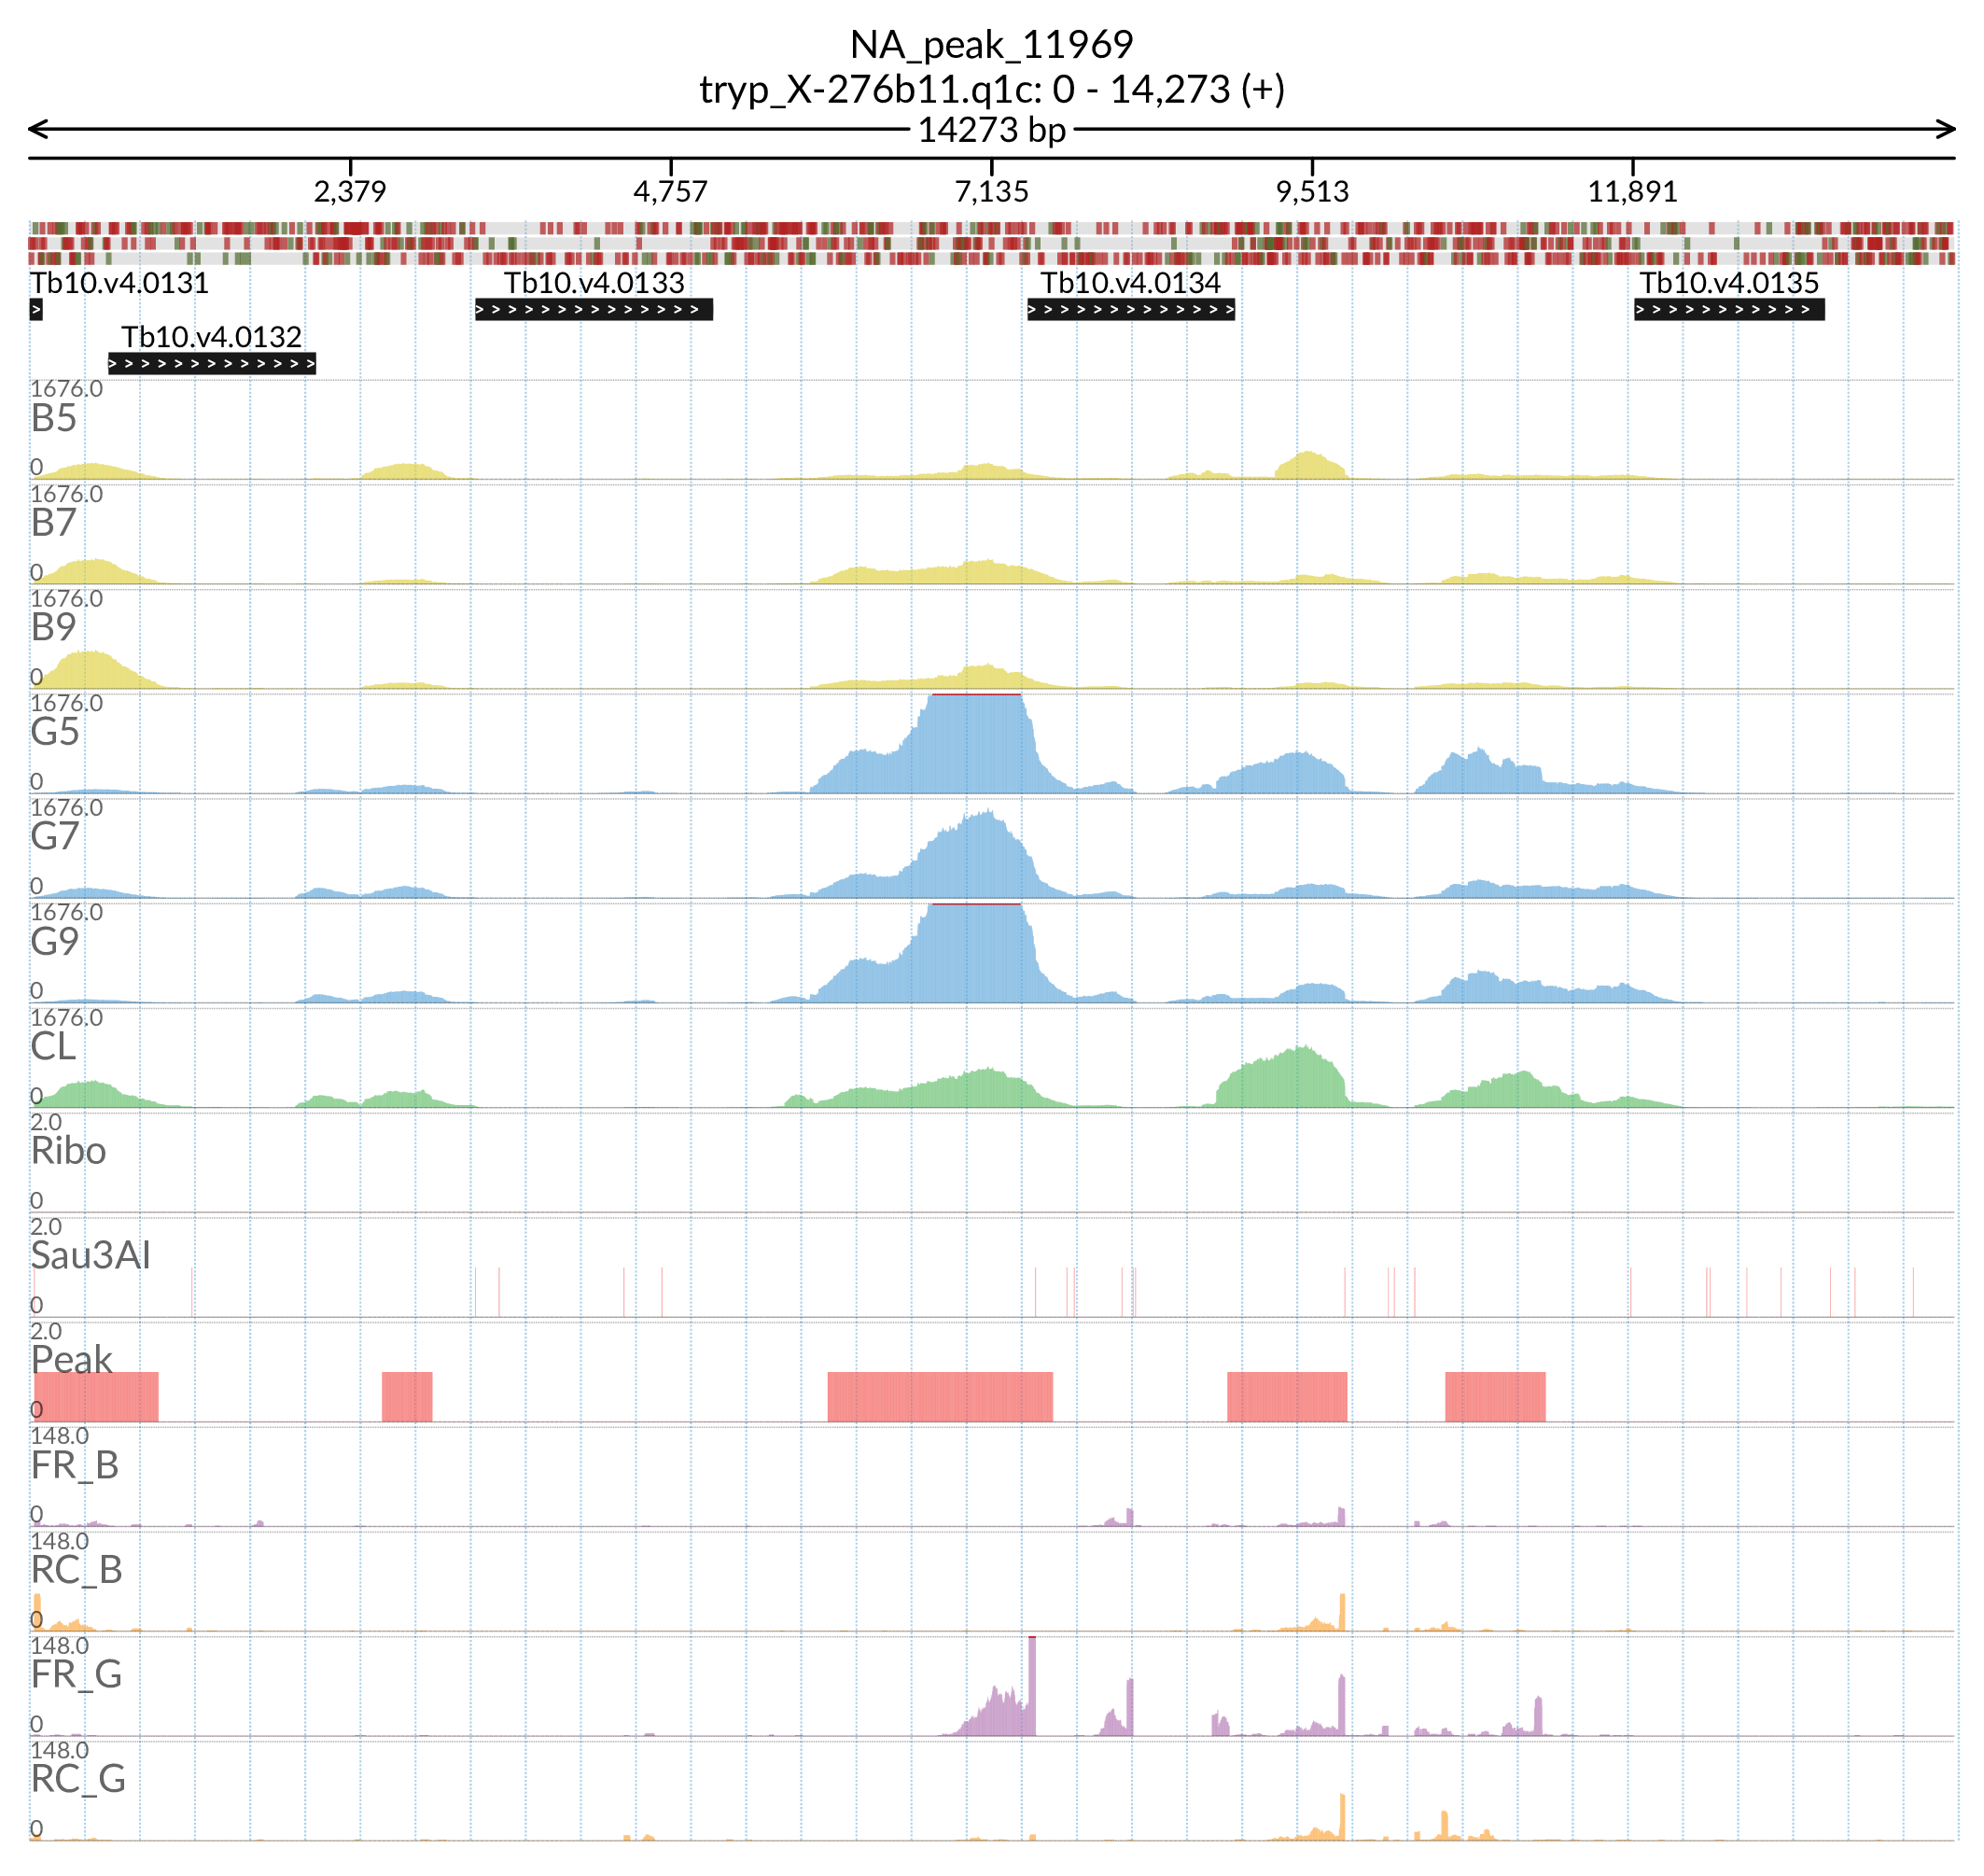 NA_peak_11969
tryp_X-276b11.q1c: 0 - 14,273 (+)
14273 bp
2,379 4,757 7,135 9,513 11,891
Tb10.v4.0131 Tb10.v4.0133 Tb10.v4.0134 Tb10.v4.0135
Tb10.v4.0132
1676.0
B5
0
1676.0
B7
0
1676.0
B9
0
1676.0
G5
0
1676.0
G7
0
1676.0
G9
0
1676.0
CL
0
2.0
Ribo
0
2.0
Sau3AI
0
2.0
Peak
0
148.0
FR_B
0
148.0
RC_B
0
148.0
FR_G
0
148.0
RC_G
0